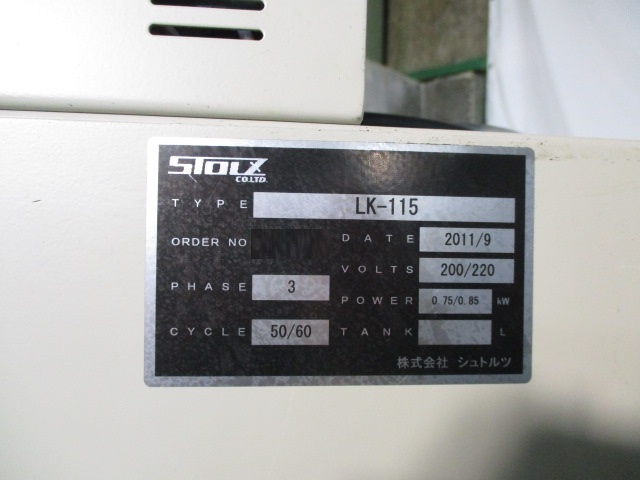 STOLX
CO.LTD.
TYPE LK-115
ORDER NO
DATE 2011/9
VOLTS 200/220
PHASE 3
POWER 0.75/0.85 kW
CYCLE 50/60
TANK L
株式会社 シュトルツ